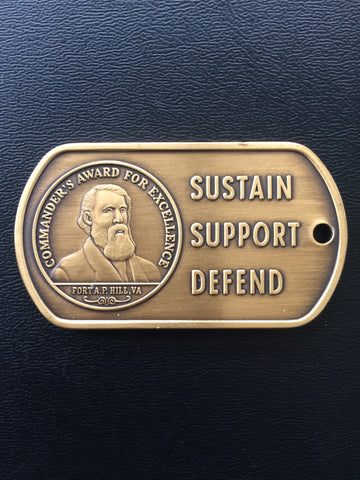 COMMANDER'S AWARD FOR EXCELLENCE
FORT A.P. HILL, VA
SUSTAIN
SUPPORT
DEFEND